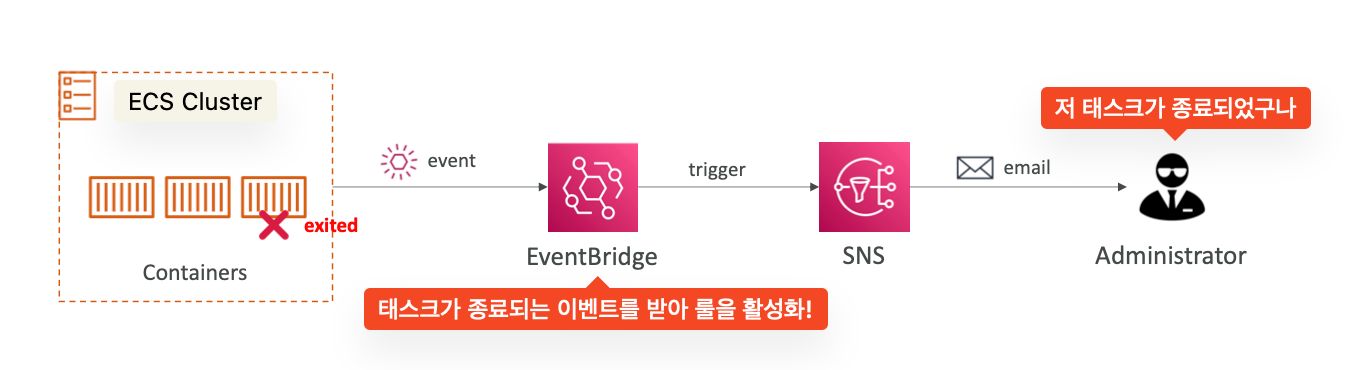 ECS Cluster
exited
Containers
event
EventBridge
태스크가 종료되는 이벤트를 받아 룰을 활성화!
trigger
SNS
email
저 태스크가 종료되었구나
Administrator